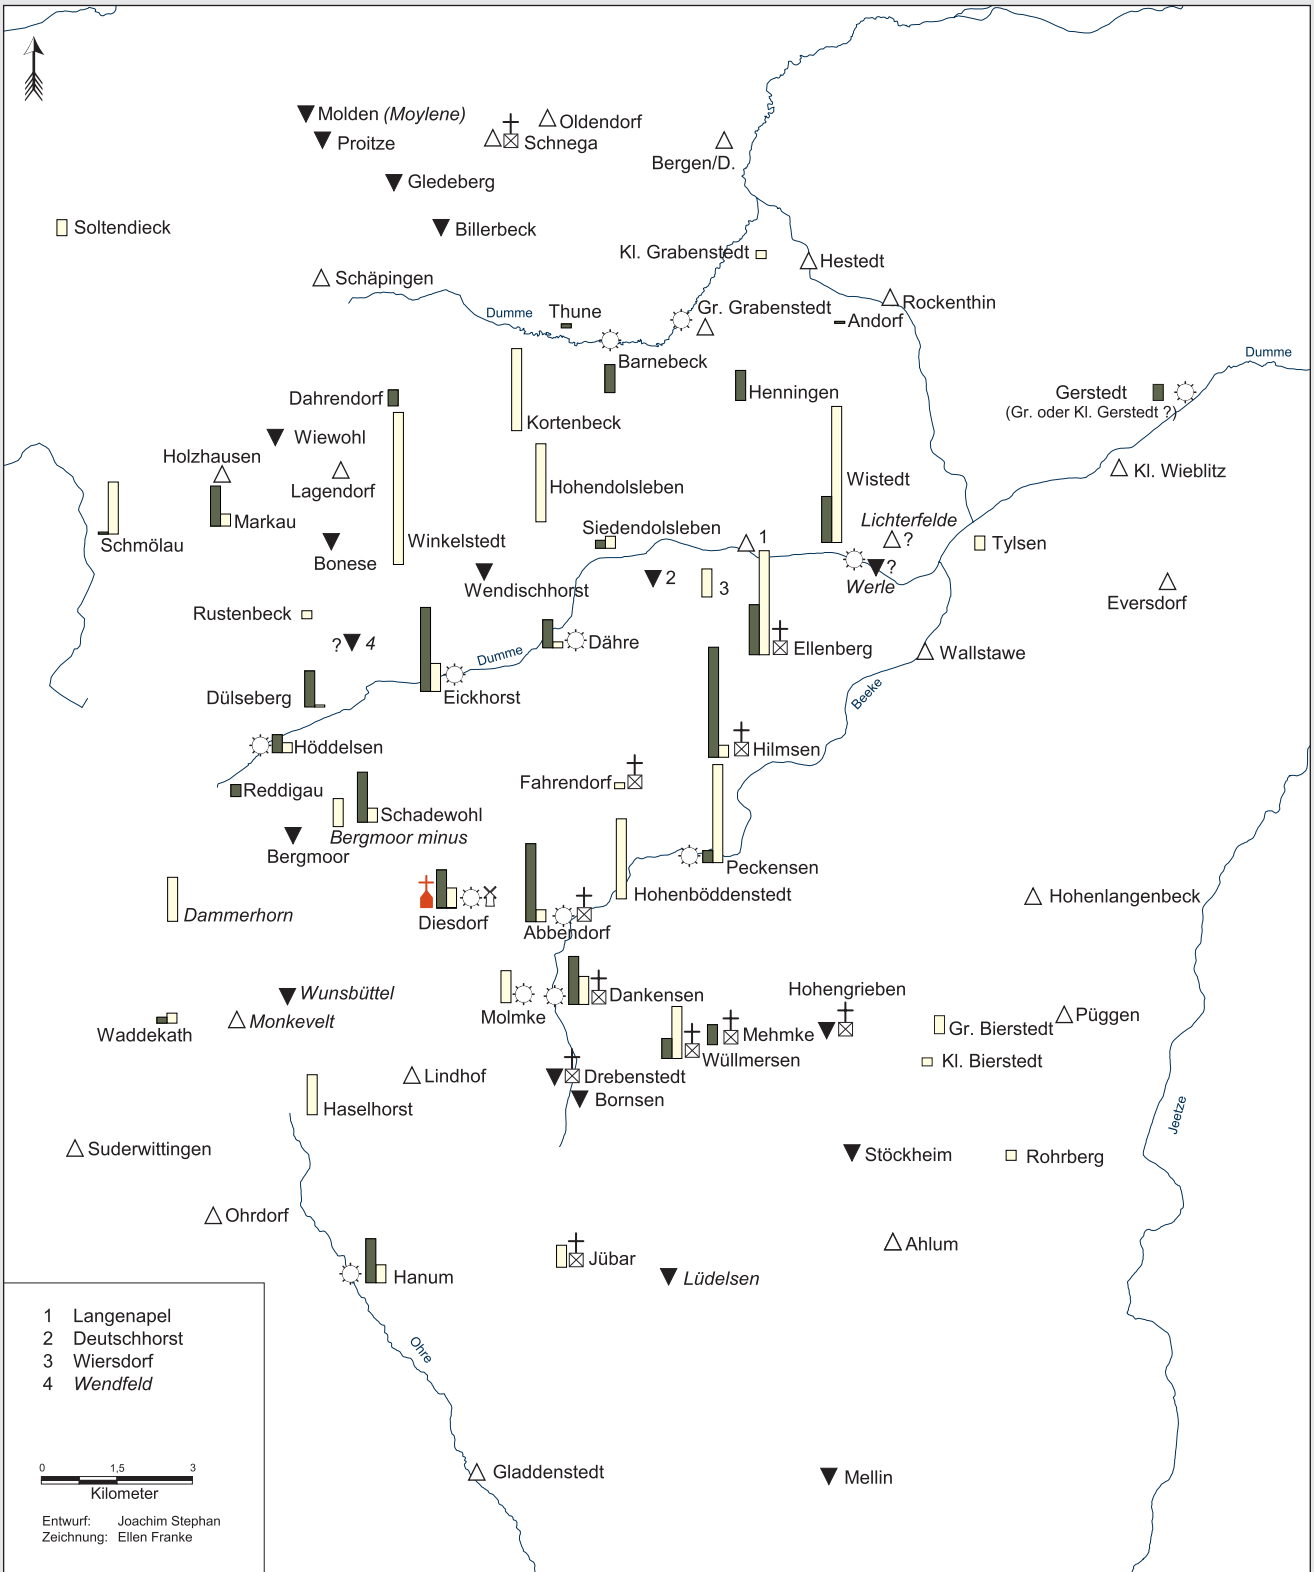 Molden (Moylene)
Oldendorf
Proitze
Schnega
Bergen/D.
Gledeberg
Soltendieck
Billerbeck
Kl. Grabenstedt
Hestedt
Schäpingen
Rockenthin
Gr. Grabenstedt
Dumme
Thune
Andorf
Barnebeck
Dumme
Dahrendorf
Henningen
Gerstedt
(Gr. oder Kl. Gerstedt ?)
Kortenbeck
Wiewohl
Holzhausen
Lagendorf
Kl. Wieblitz
Hohendolsleben
Wistedt
Markau
Lichterfelde
Siedendolsleben
1
?
Schmölau
Winkelstedt
Tylsen
Bonese
?
Wendischhorst
2
3
Werle
Eversdorf
Rustenbeck
? 4
Dähre
Dumme
Ellenberg
Wallstawe
Dülseberg
Eickhorst
Beeke
Höddelsen
Hilmsen
Reddigau
Fahrendorf
Schadewohl
Bergmoor minus
Bergmoor
Peckensen
Dammerhorn
Diesdorf
Hohenböddenstedt
Hohenlangenbeck
Abbendorf
Wunsbüttel
Dankensen
Hohengrieben
Monkevelt
Molmke
Püggen
Waddekath
Mehmke
Gr. Bierstedt
Wüllmersen
Kl. Bierstedt
Lindhof
Drebenstedt
Bornsen
Haselhorst
Jeetze
Suderwittingen
Stöckheim
Rohrberg
Ohrdorf
Ahlum
Jübar
Hanum
Lüdelsen
Ohre
1 Langenapel
2 Deutschhorst
3 Wiersdorf
4 Wendfeld
Gladdenstedt
Mellin
0 1,5 3
Kilometer
Entwurf: Joachim Stephan
Zeichnung: Ellen Franke